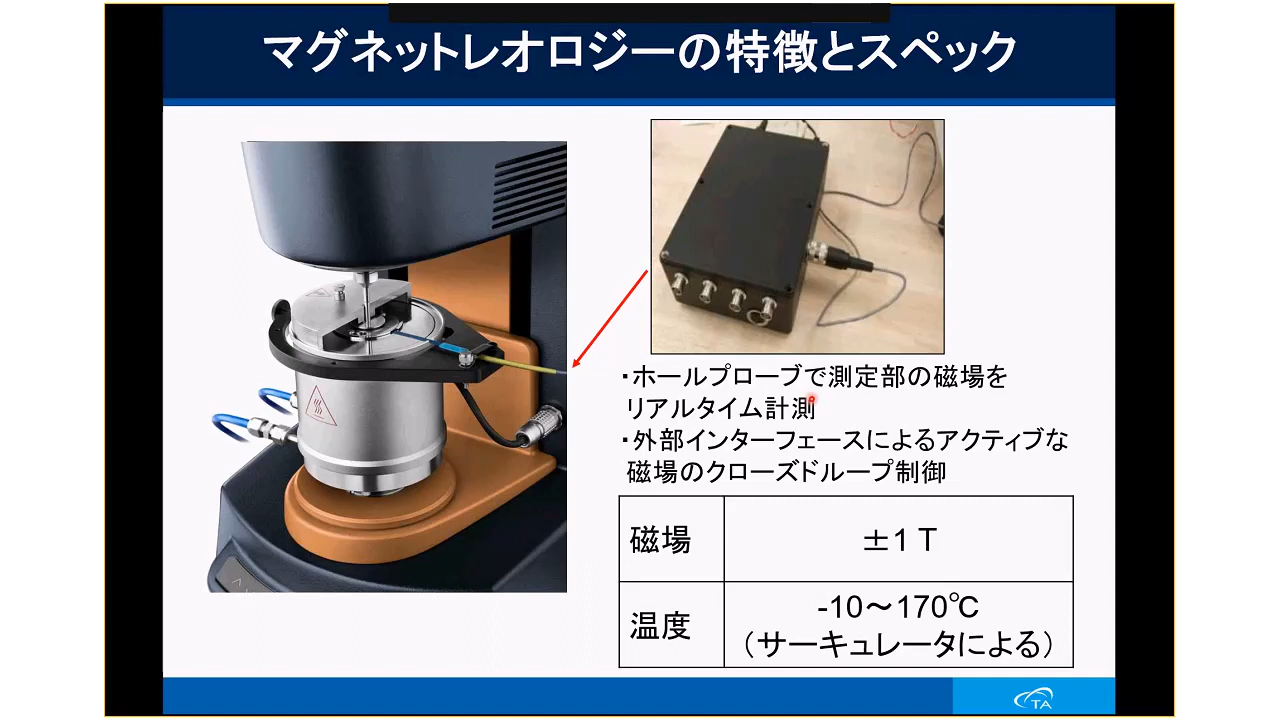 マグネットレオロジーの特徴とスペック
・ホールプローブで測定部の磁場を
リアルタイム計測
・外部インターフェースによるアクティブな
磁場のクローズドループ制御
磁場
±1 T
温度
-10～170℃
（サーキュレータによる）
TA